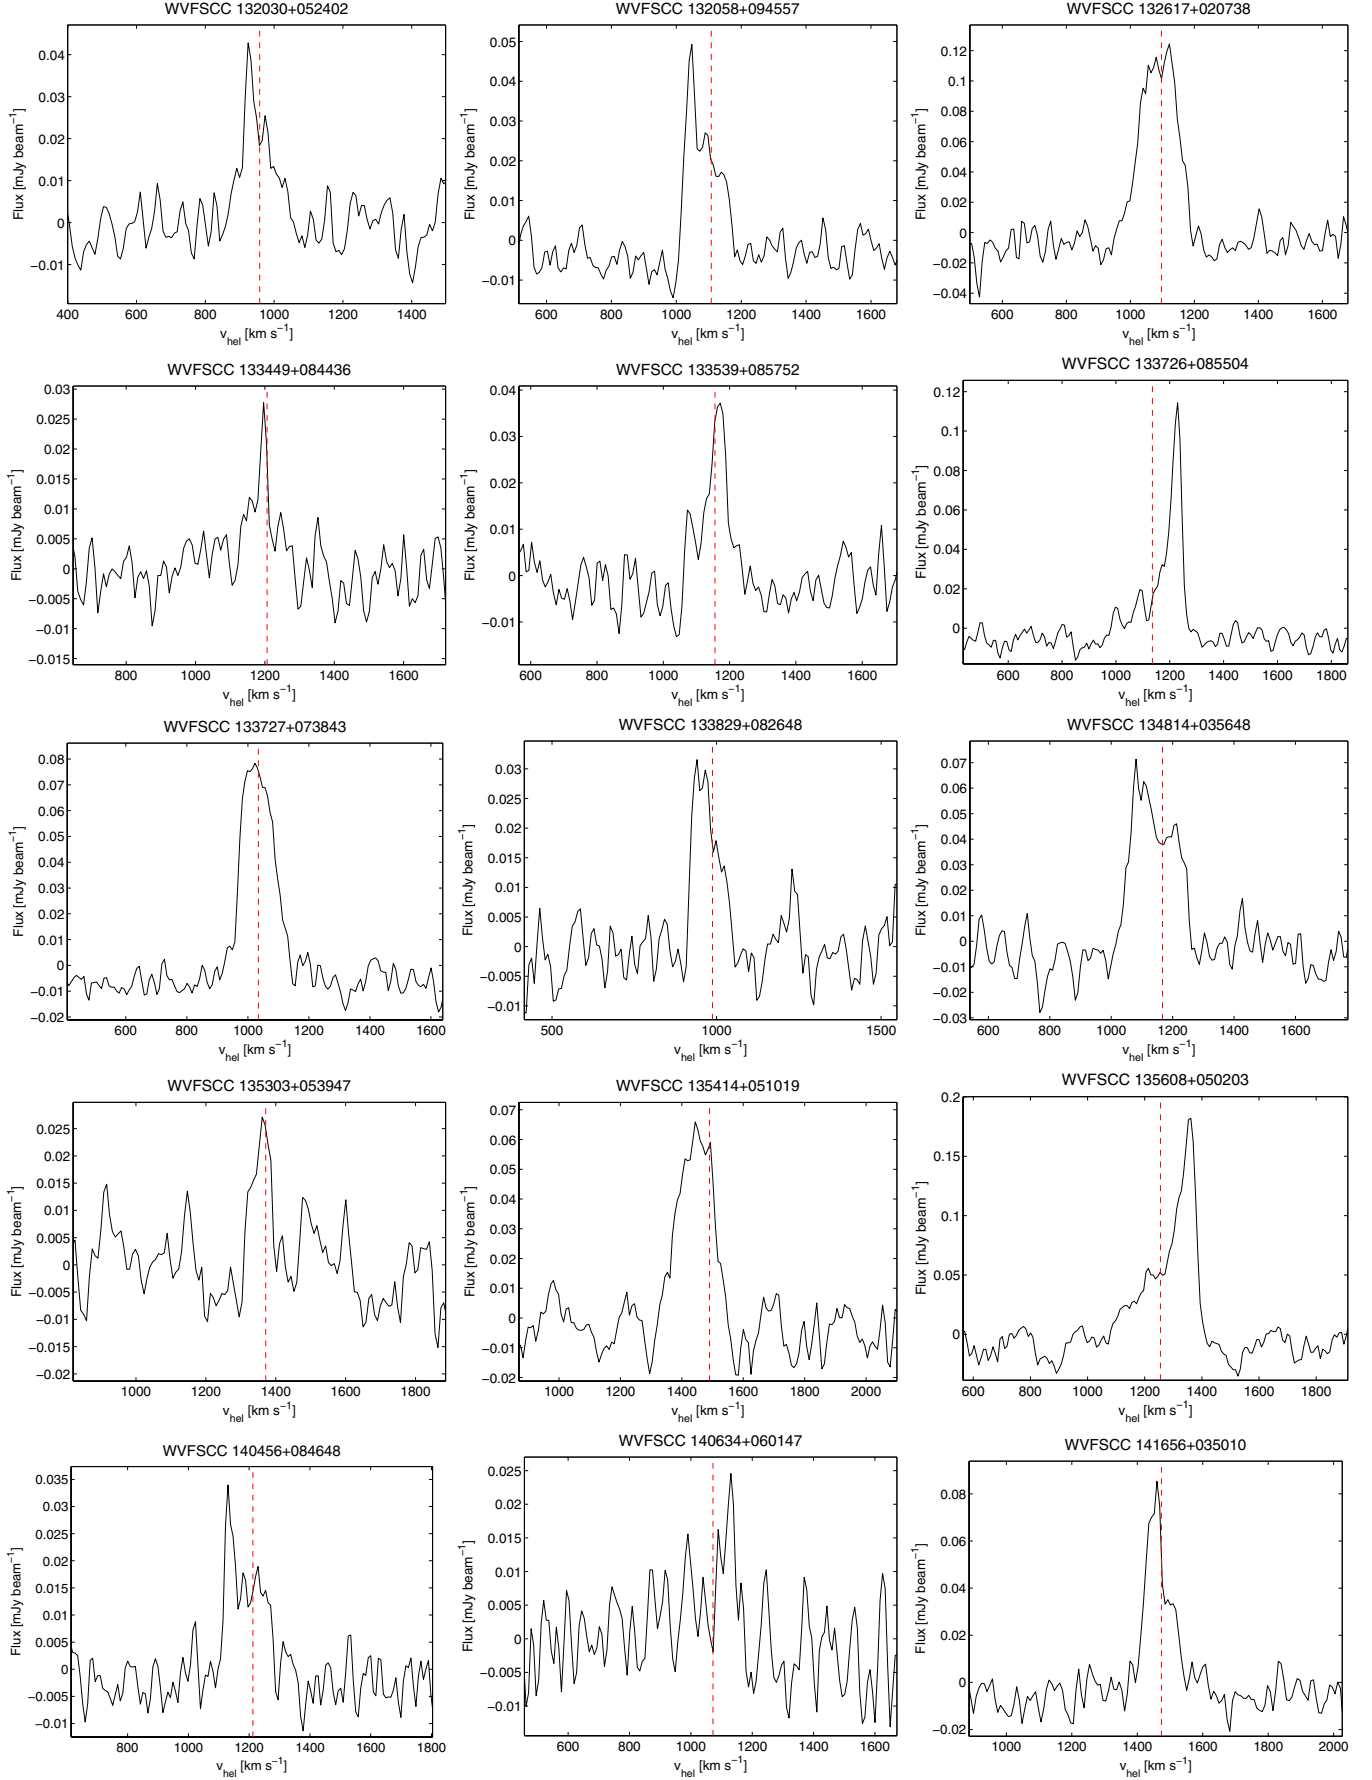 WVFSCC 132030+052402
0.04
0.03
0.02
0.01
0
−0.01
400 600 800 1000 1200 1400
Flux [mJy beam−1]
vhel [km s−1]
WVFSCC 132058+094557
0.05
0.04
0.03
0.02
0.01
0
−0.01
600 800 1000 1200 1400 1600
Flux [mJy beam−1]
vhel [km s−1]
WVFSCC 132617+020738
0.12
0.1
0.08
0.06
0.04
0.02
0
−0.02
−0.04
600 800 1000 1200 1400 1600
Flux [mJy beam−1]
vhel [km s−1]
WVFSCC 133449+084436
0.03
0.025
0.02
0.015
0.01
0.005
0
−0.005
−0.01
−0.015
800 1000 1200 1400 1600
Flux [mJy beam−1]
vhel [km s−1]
WVFSCC 133539+085752
0.04
0.03
0.02
0.01
0
−0.01
600 800 1000 1200 1400 1600
Flux [mJy beam−1]
vhel [km s−1]
WVFSCC 133726+085504
0.12
0.1
0.08
0.06
0.04
0.02
0
600 800 1000 1200 1400 1600 1800
Flux [mJy beam−1]
vhel [km s−1]
WVFSCC 133727+073843
0.08
0.07
0.06
0.05
0.04
0.03
0.02
0.01
0
−0.01
−0.02
600 800 1000 1200 1400 1600
Flux [mJy beam−1]
vhel [km s−1]
WVFSCC 133829+082648
0.03
0.025
0.02
0.015
0.01
0.005
0
−0.005
−0.01
500 1000 1500
Flux [mJy beam−1]
vhel [km s−1]
WVFSCC 134814+035648
0.07
0.06
0.05
0.04
0.03
0.02
0.01
0
−0.01
−0.02
−0.03
600 800 1000 1200 1400 1600
Flux [mJy beam−1]
vhel [km s−1]
WVFSCC 135303+053947
0.025
0.02
0.015
0.01
0.005
0
−0.005
−0.01
−0.015
−0.02
1000 1200 1400 1600 1800
Flux [mJy beam−1]
vhel [km s−1]
WVFSCC 135414+051019
0.07
0.06
0.05
0.04
0.03
0.02
0.01
0
−0.01
−0.02
1000 1200 1400 1600 1800 2000
Flux [mJy beam−1]
vhel [km s−1]
WVFSCC 135608+050203
0.2
0.15
0.1
0.05
0
600 800 1000 1200 1400 1600 1800
Flux [mJy beam−1]
vhel [km s−1]
WVFSCC 140456+084648
0.035
0.03
0.025
0.02
0.015
0.01
0.005
0
−0.005
−0.01
800 1000 1200 1400 1600 1800
Flux [mJy beam−1]
vhel [km s−1]
WVFSCC 140634+060147
0.025
0.02
0.015
0.01
0.005
0
−0.005
−0.01
600 800 1000 1200 1400 1600
Flux [mJy beam−1]
vhel [km s−1]
WVFSCC 141656+035010
0.08
0.06
0.04
0.02
0
−0.02
1000 1200 1400 1600 1800 2000
Flux [mJy beam−1]
vhel [km s−1]